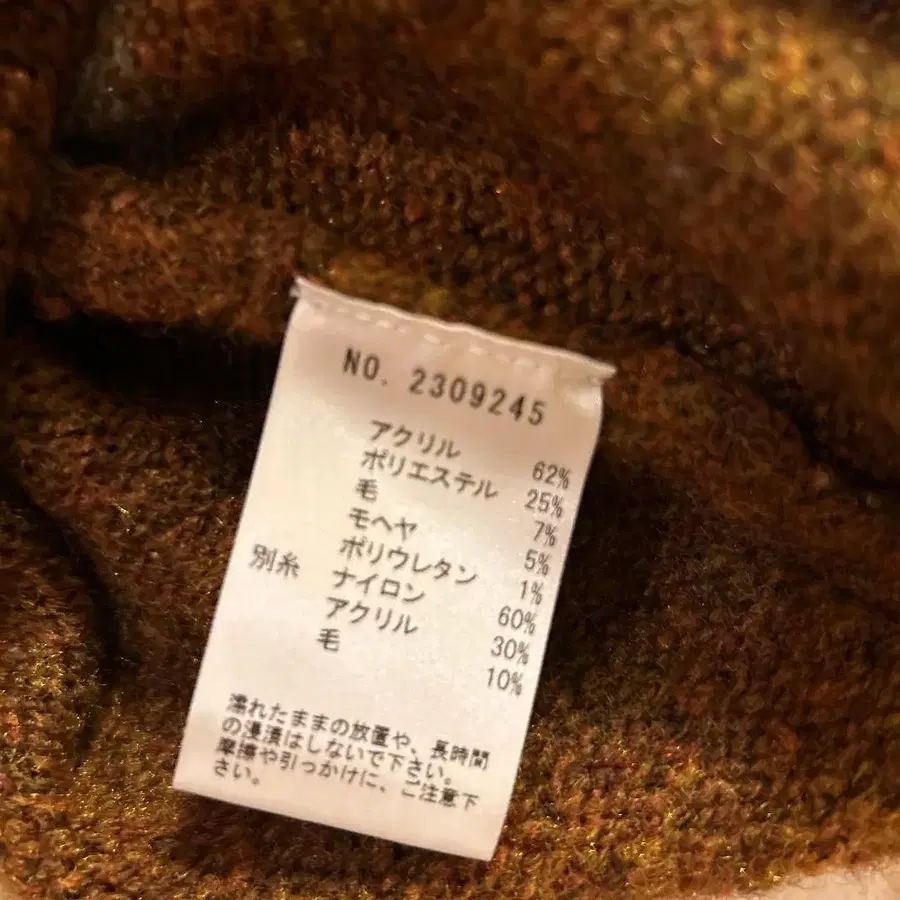 NO. 2309245
アクリル 62%
ポリエステル 25%
毛 7%
モヘヤ 5%
ポリウレタン 1%
別糸 ナイロン 60%
アクリル 30%
毛 10%
濡れたままの放置や、長時間
の浸漬はしないで下さい。
摩擦や引っかけに、ご注意下
さい。